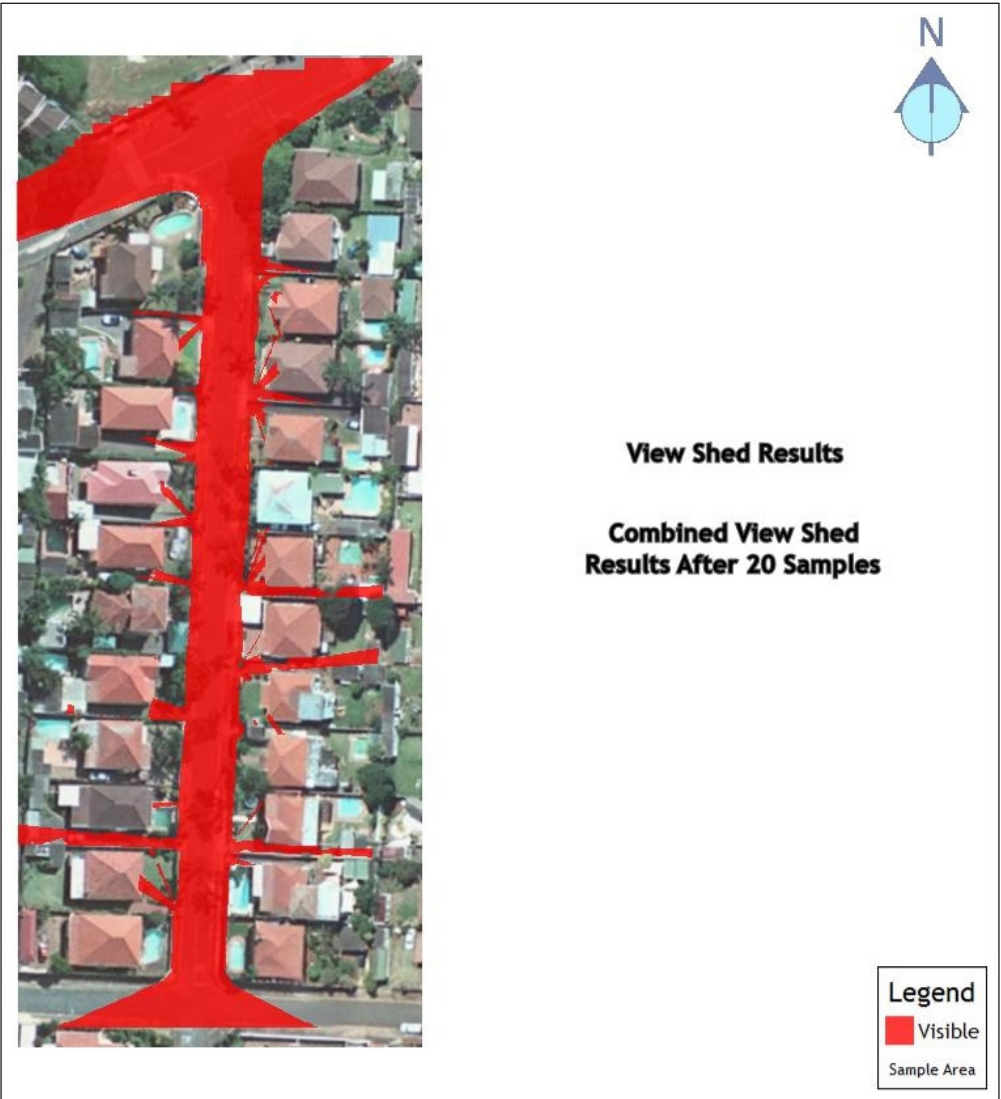 N
View Shed Results
Combined View Shed
Results After 20 Samples
Legend
Visible
Sample Area